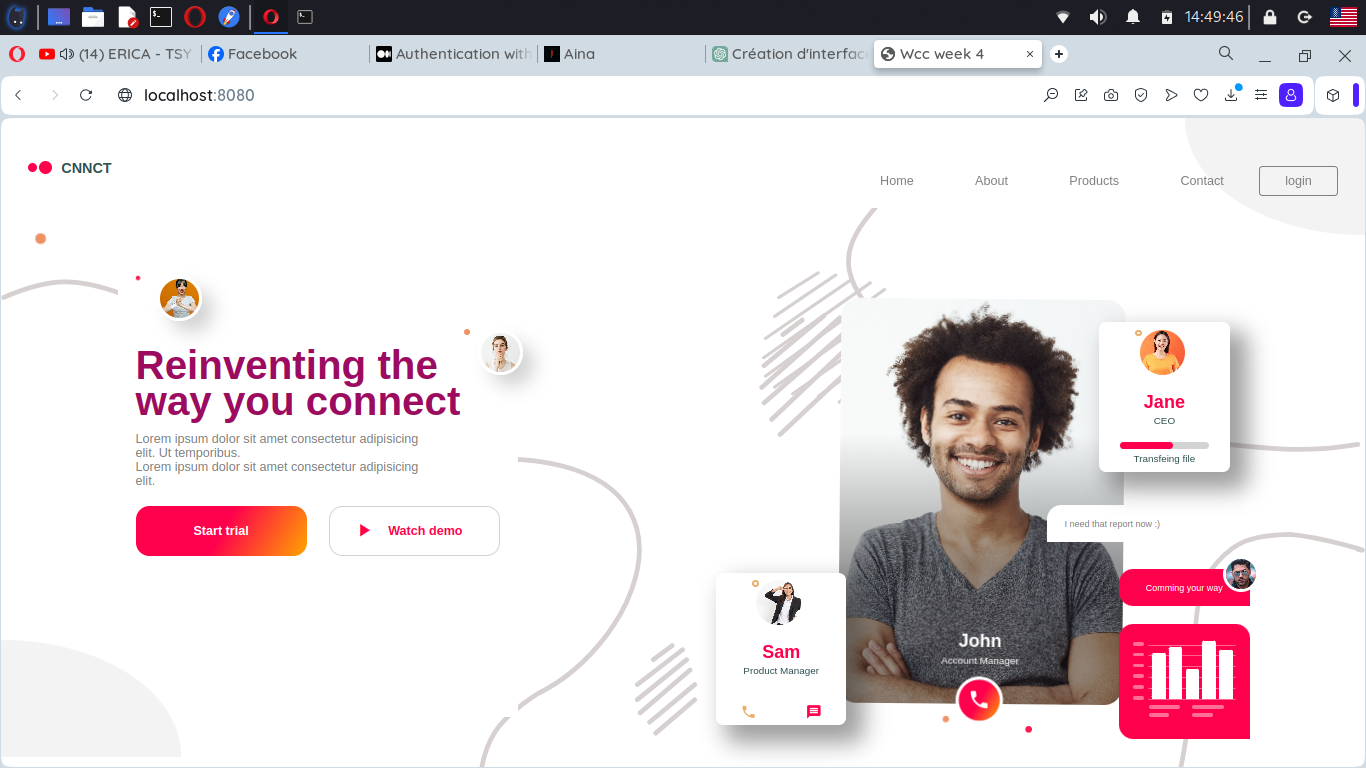 14:49:46
(14) ERICA - TSY
Facebook
Authentication with
Aina
Création d'interface
Wcc week 4
localhost:8080
CNNCT
Home
About
Products
Contact
login
Reinventing the
way you connect
Lorem ipsum dolor sit amet consectetur adipisicing
elit. Ut temporibus.
Lorem ipsum dolor sit amet consectetur adipisicing
elit.
Start trial
Watch demo
Jane
CEO
Transfeing file
I need that report now :)
Comming your way
John
Account Manager
Sam
Product Manager